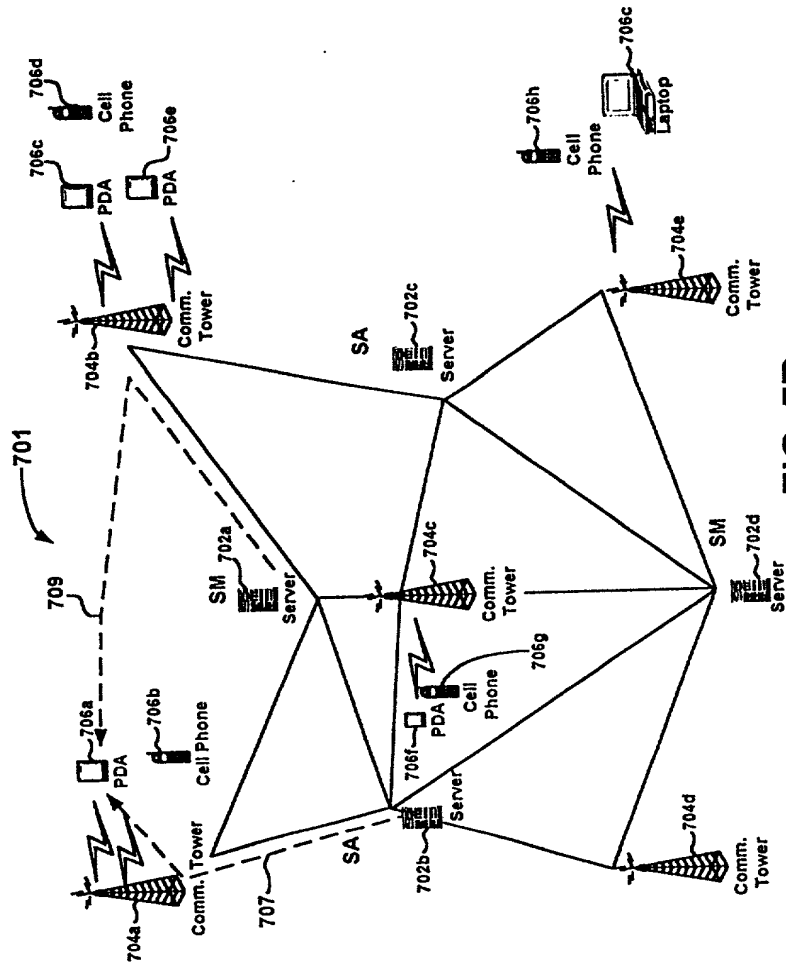 701
709
706a
PDA
706b
Cell Phone
704a
Comm. Tower
707
SA
702b
Server
SM
702a
Server
704b
Comm.
Tower
706c
PDA
706d
Cell
Phone
706e
PDA
SA
702c
Server
704c
Comm.
Tower
706f
PDA
706g
Cell
Phone
704d
Comm.
Tower
SM
702d
Server
704e
Comm.
Tower
706h
Cell
Phone
706c
Laptop